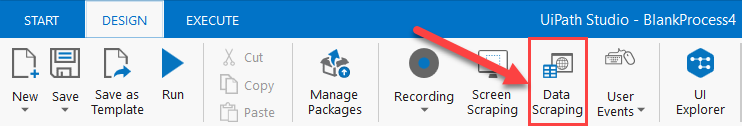 START
DESIGN
EXECUTE
UiPath Studio - BlankProcess4
New
Save
Save as
Template
Run
Cut
Copy
Paste
Manage
Packages
Recording
Screen
Scraping
Data
Scraping
User
Events
UI
Explorer